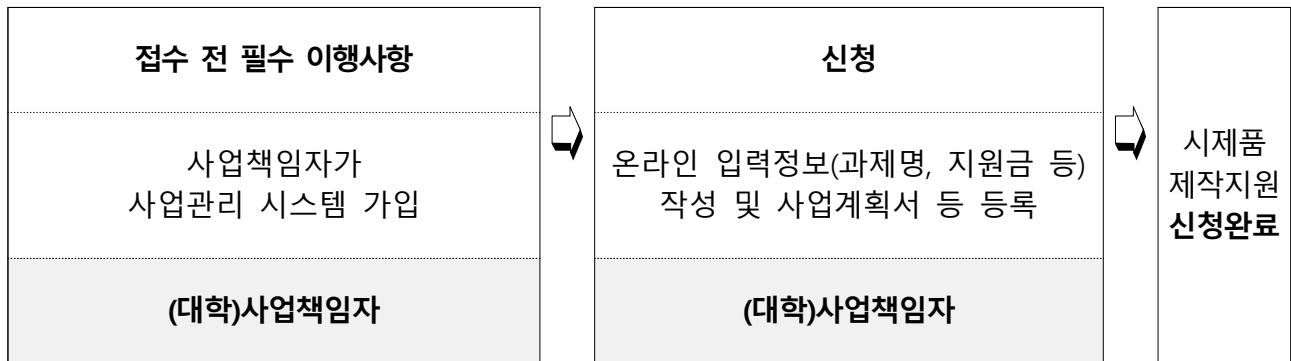 접수 전 필수 이행사항
사업책임자가
사업관리 시스템 가입
(대학)사업책임자
신청
온라인 입력정보(과제명, 지원금 등)
작성 및 사업계획서 등 등록
(대학)사업책임자
시제품
제작지원
신청완료